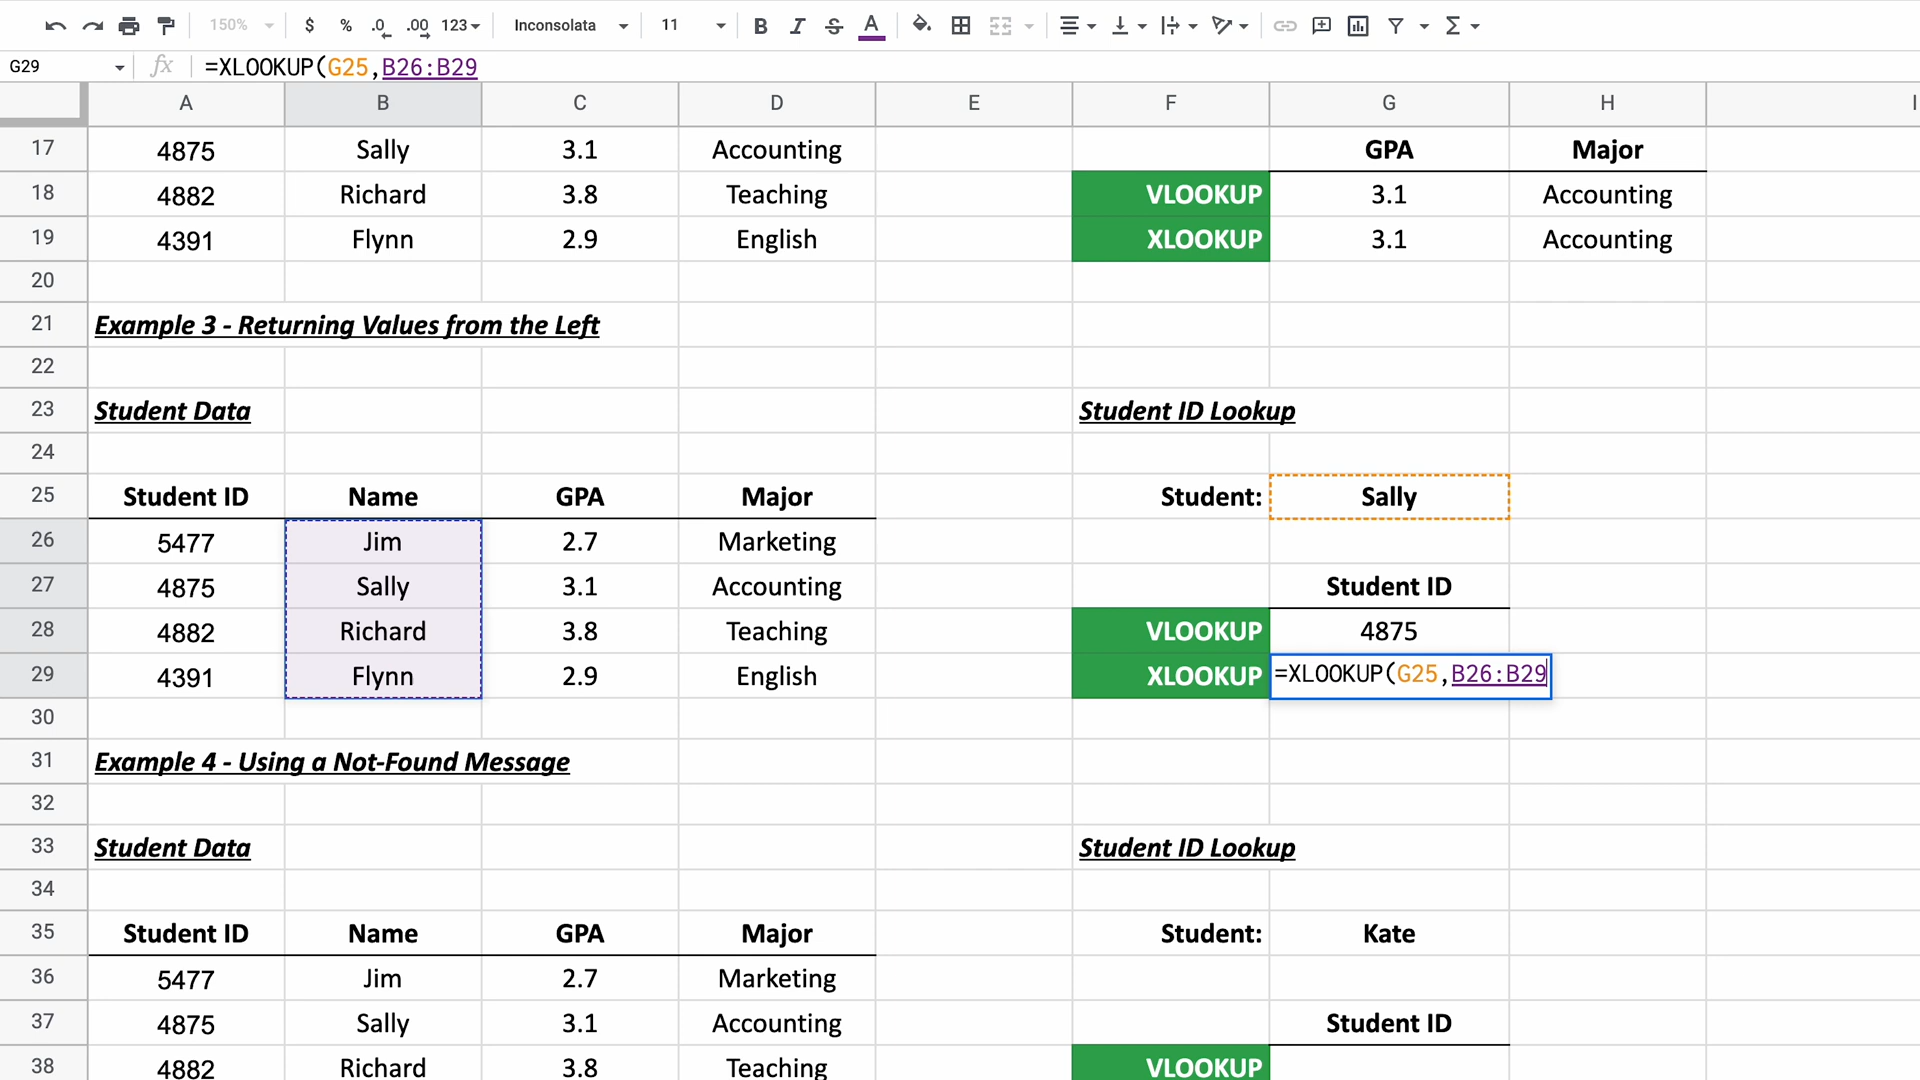 150% $ % .0 .00 123 Inconsolata 11 B I S A Σ
G29 fx =XLOOKUP(G25,B26:B29
A B C D E F G H I
17 4875 Sally 3.1 Accounting GPA Major
18 4882 Richard 3.8 Teaching VLOOKUP 3.1 Accounting
19 4391 Flynn 2.9 English XLOOKUP 3.1 Accounting
20
21 Example 3 - Returning Values from the Left
22
23 Student Data Student ID Lookup
24
25 Student ID Name GPA Major Student: Sally
26 5477 Jim 2.7 Marketing
27 4875 Sally 3.1 Accounting Student ID
28 4882 Richard 3.8 Teaching VLOOKUP 4875
29 4391 Flynn 2.9 English XLOOKUP =XLOOKUP(G25,B26:B29
30
31 Example 4 - Using a Not-Found Message
32
33 Student Data Student ID Lookup
34
35 Student ID Name GPA Major Student: Kate
36 5477 Jim 2.7 Marketing
37 4875 Sally 3.1 Accounting Student ID
38 4882 Richard 3.8 Teaching VLOOKUP